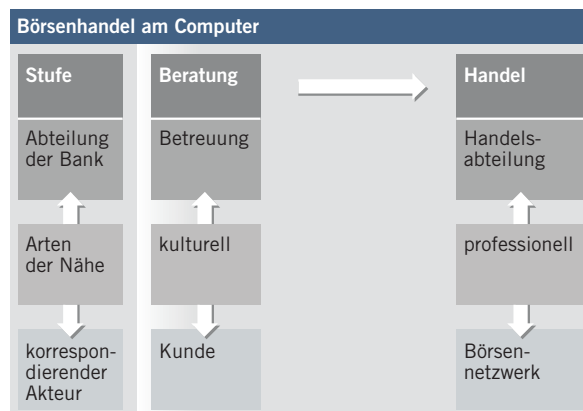 Börsenhandel am Computer
Stufe
Beratung
Handel
Abteilung
der Bank
Betreuung
Handels-
abteilung
Arten
der Nähe
kulturell
professionell
korrespon-
dierender
Akteur
Kunde
Börsen-
netzwerk